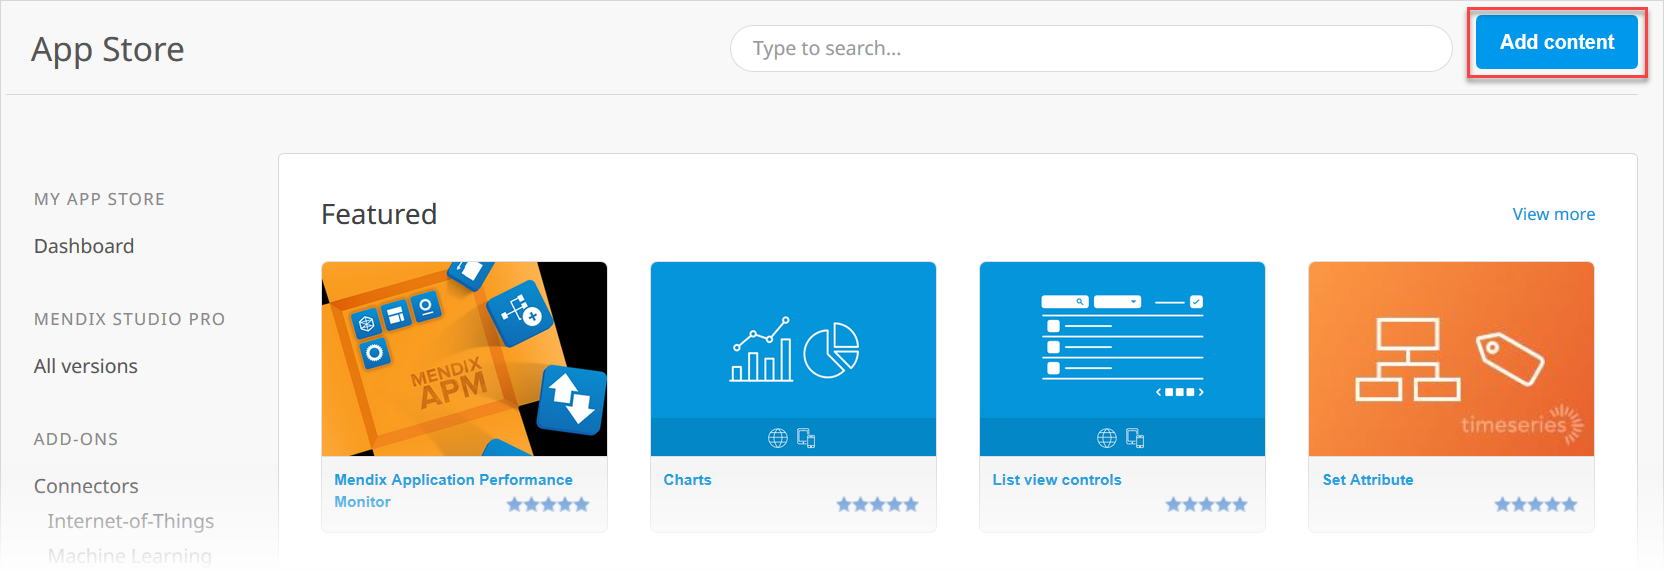 App Store
Type to search...
Add content
MY APP STORE
Dashboard
MENDIX STUDIO PRO
All versions
ADD-ONS
Connectors
Internet-of-Things
Machine Learning
Featured
View more
MENDIX
APM
timeseries
Mendix Application Performance
Monitor
Charts
List view controls
Set Attribute